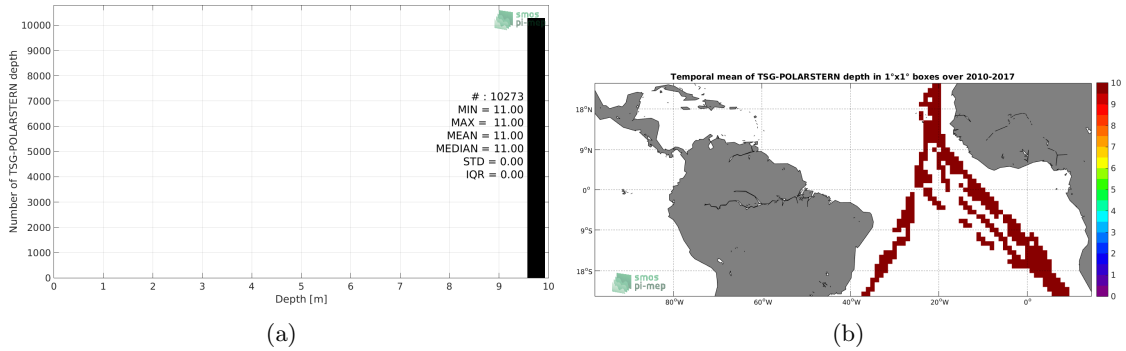 Number of TSG-POLARSTERN depth
10000
9000
8000
7000
6000
5000
4000
3000
2000
1000
0
smos
pi-mep
# : 10273
MIN = 11.00
MAX = 11.00
MEAN = 11.00
MEDIAN = 11.00
STD = 0.00
IQR = 0.00
0 1 2 3 4 5 6 7 8 9 10
Depth [m]
(a)
Temporal mean of TSG-POLARSTERN depth in 1°x1° boxes over 2010-2017
18°N
9°N
0°
9°S
18°S
80°W 60°W 40°W 20°W 0°
smos
pi-mep
10
9
8
7
6
5
4
3
2
1
0
(b)